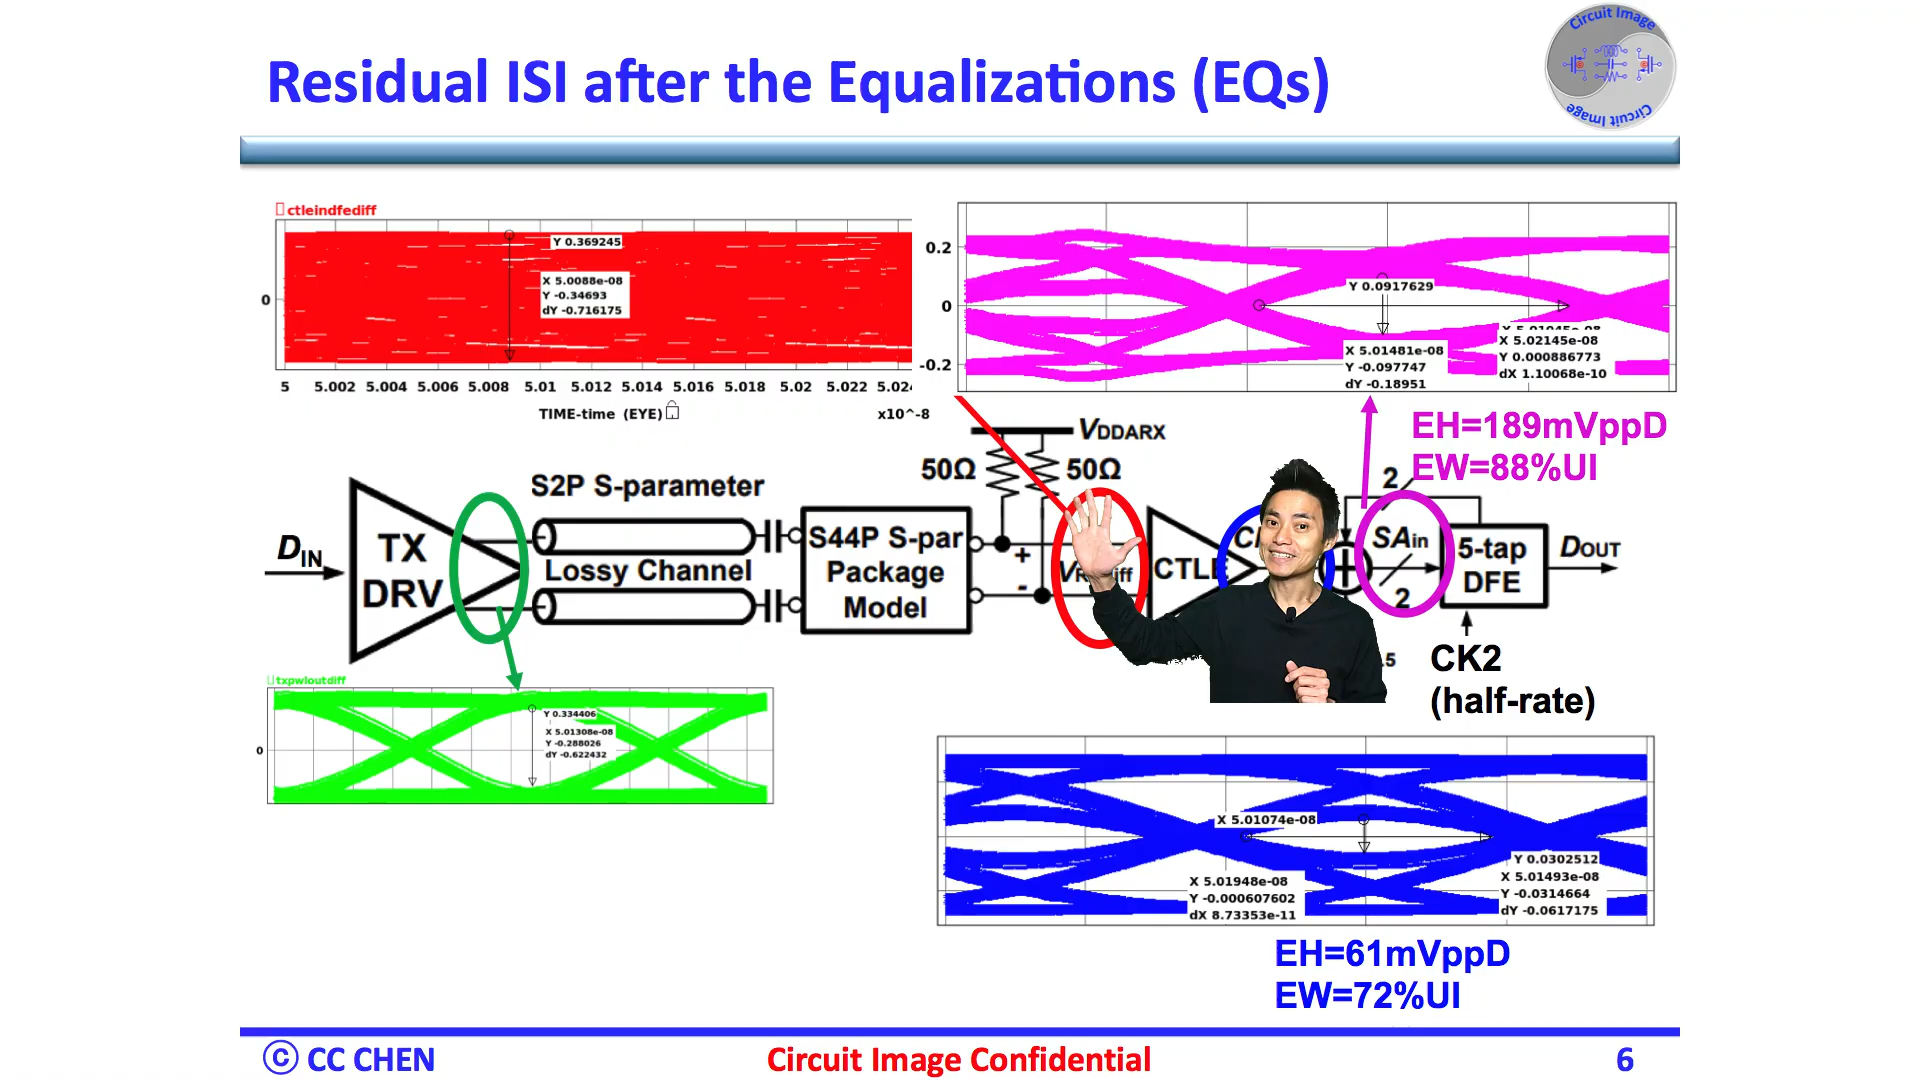 Residual ISI after the Equalizations (EQs)
Circuit Image
Circuit Image
ctleindfediff
Y 0.369245
X 5.0088e-08
Y -0.34693
dY -0.716175
0
5 5.002 5.004 5.006 5.008 5.01 5.012 5.014 5.016 5.018 5.02 5.022 5.024
TIME-time (EYE)
x10^-8
0.2
0
-0.2
Y 0.0917629
X 5.01481e-08
Y -0.097747
dY -0.18951
X 5.02145e-08
Y 0.000886773
dX 1.10068e-10
EH=189mVppD
EW=88%UI
VDDARX
50Ω
50Ω
S2P S-parameter
DIN
TX
DRV
Lossy Channel
S44P S-par
Package
Model
+
-
CTLE
SAin
2
2
5-tap
DFE
DOUT
CK2
(half-rate)
txpwloutdiff
0
Y 0.334406
X 5.01308e-08
Y -0.288026
dY -0.622432
X 5.01074e-08
X 5.01948e-08
Y -0.000607602
dX 8.73353e-11
Y 0.0302512
X 5.01493e-08
Y -0.0314664
dY -0.0617175
EH=61mVppD
EW=72%UI
© CC CHEN
Circuit Image Confidential
6